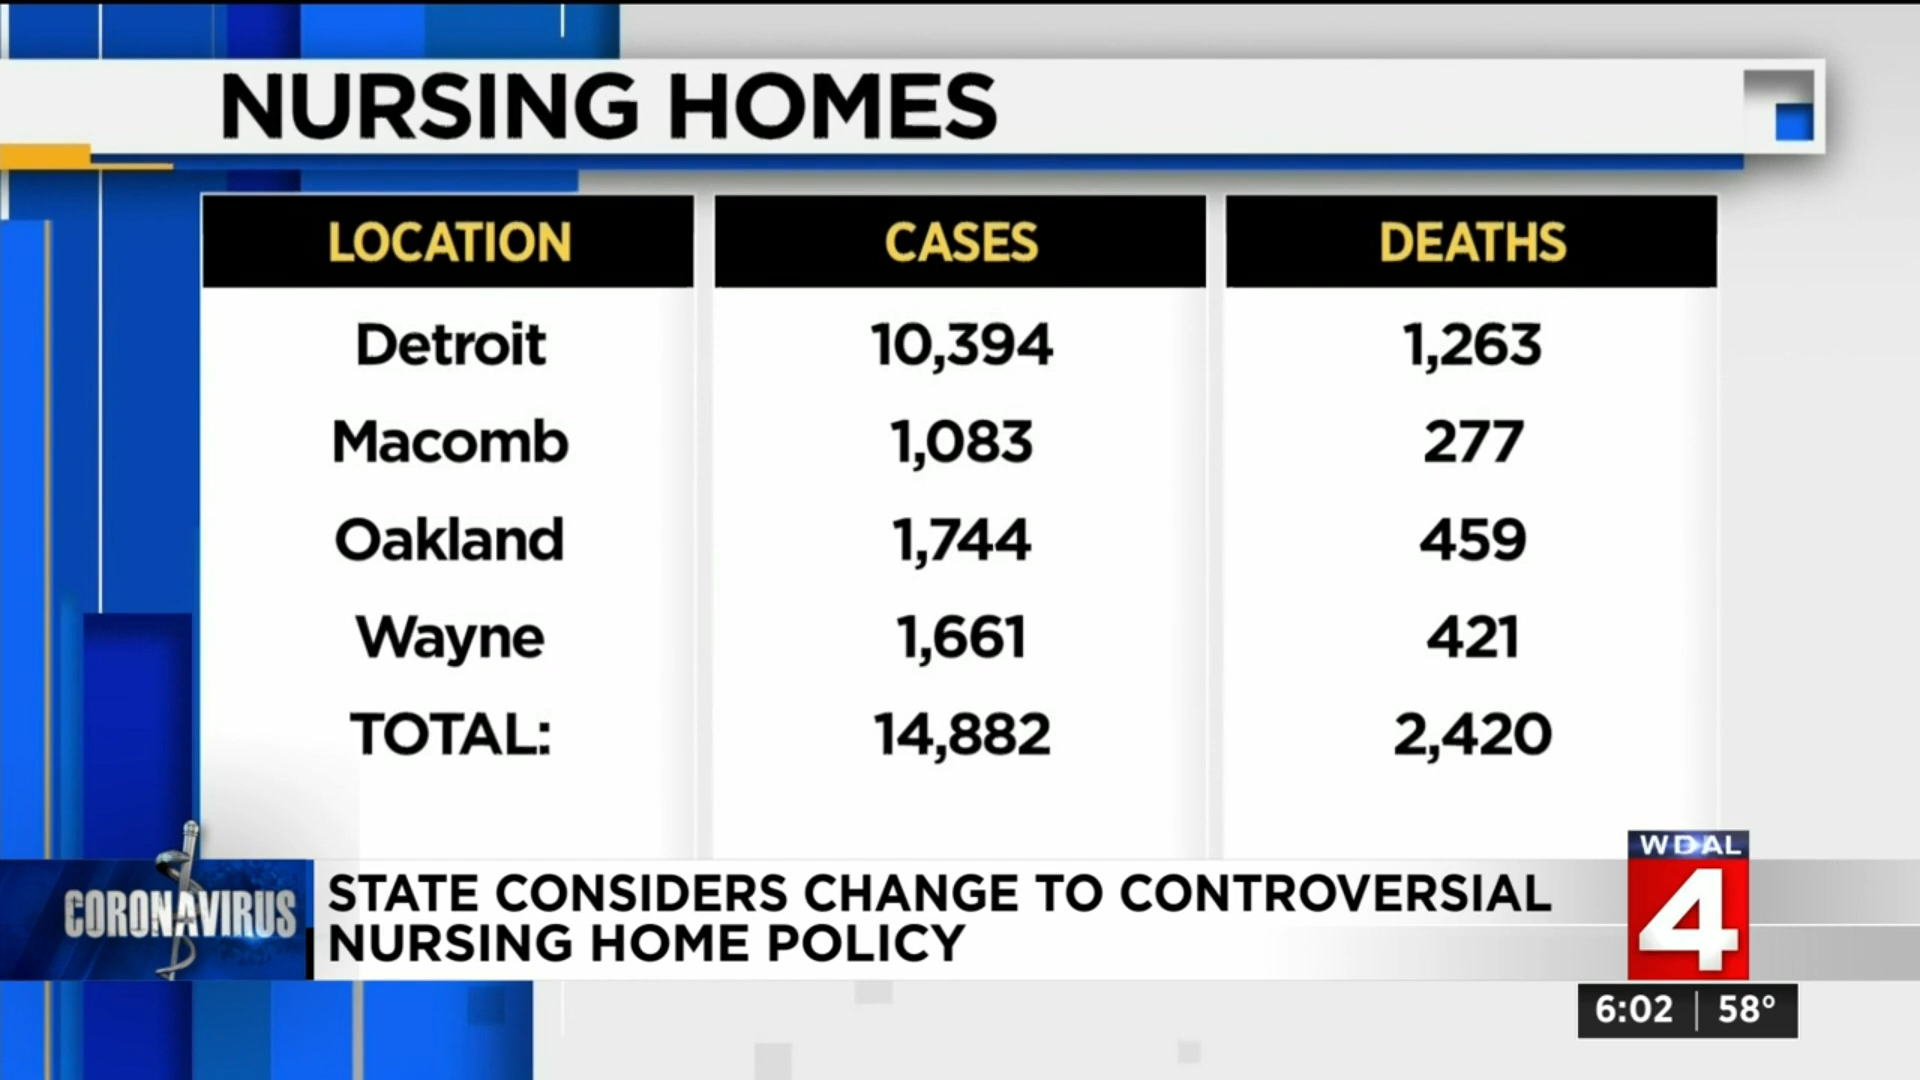 NURSING HOMES
LOCATION CASES DEATHS
Detroit 10,394 1,263
Macomb 1,083 277
Oakland 1,744 459
Wayne 1,661 421
TOTAL: 14,882 2,420
CORONAVIRUS
STATE CONSIDERS CHANGE TO CONTROVERSIAL
NURSING HOME POLICY
WDAL
4
6:02 58°